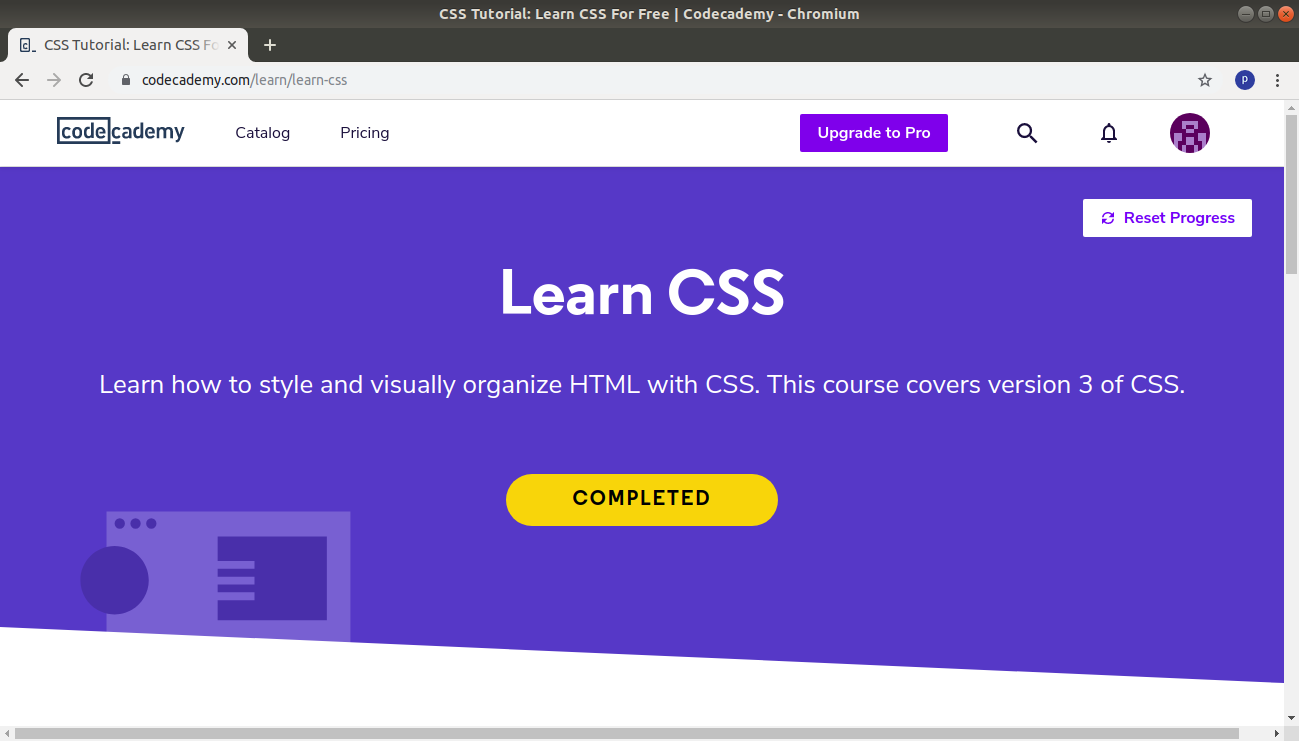 CSS Tutorial: Learn CSS For Free | Codecademy - Chromium
CSS Tutorial: Learn CSS Fo
codecademy.com/learn/learn-css
P
codecademy
Catalog
Pricing
Upgrade to Pro
Reset Progress
Learn CSS
Learn how to style and visually organize HTML with CSS. This course covers version 3 of CSS.
COMPLETED